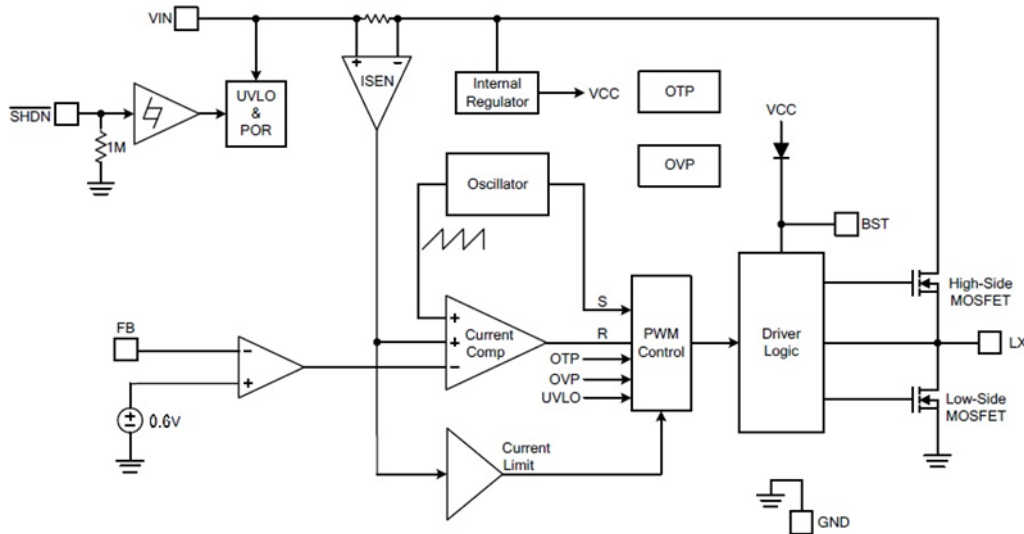 VIN
+ -
ISEN
SHDN
1M
UVLO
&
POR
Internal
Regulator
VCC
OTP
OVP
VCC
BST
Oscillator
FB
-
+
0.6V
+
+
-
Current
Comp
S
R
OTP
OVP
UVLO
PWM
Control
Driver
Logic
High-Side
MOSFET
LX
Low-Side
MOSFET
Current
Limit
GND